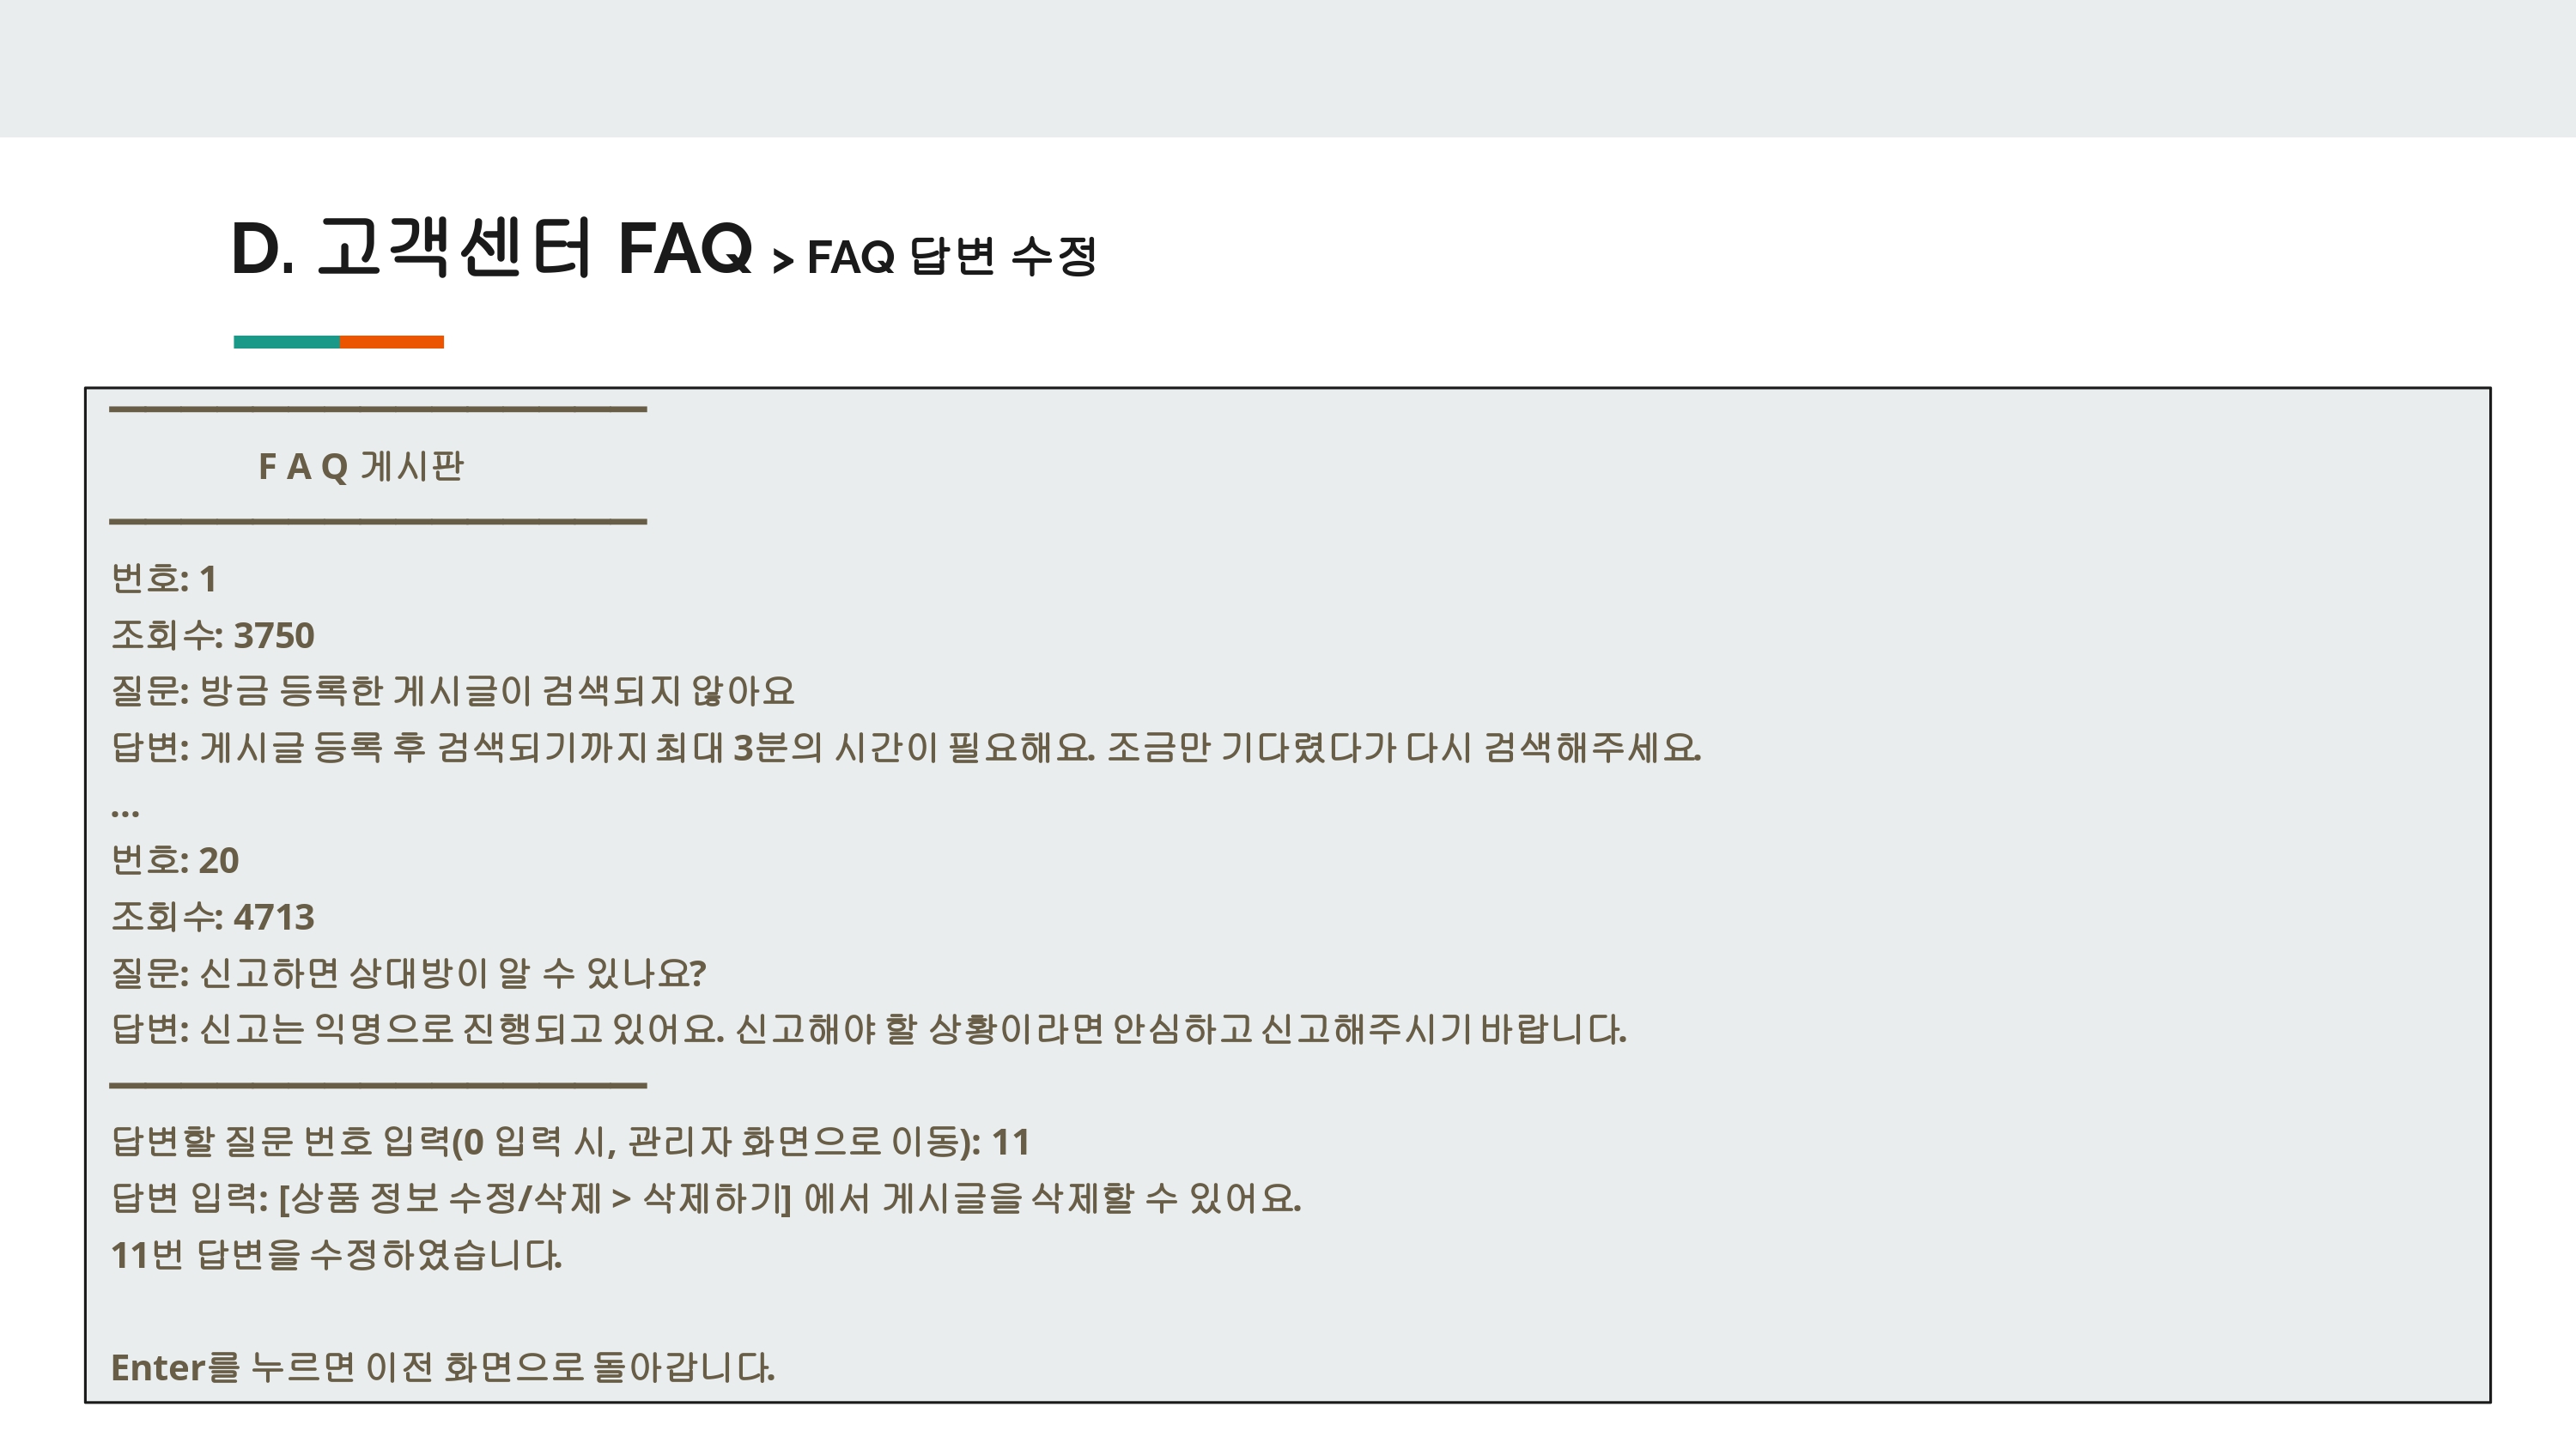 D. 고객센터 FAQ > FAQ 답변 수정
F A Q 게시판
번호: 1
조회수: 3750
질문: 방금 등록한 게시글이 검색되지 않아요
답변: 게시글 등록 후 검색되기까지 최대 3분의 시간이 필요해요. 조금만 기다렸다가 다시 검색해주세요.
...
번호: 20
조회수: 4713
질문: 신고하면 상대방이 알 수 있나요?
답변: 신고는 익명으로 진행되고 있어요. 신고해야 할 상황이라면 안심하고 신고해주시기 바랍니다.
답변할 질문 번호 입력(0 입력 시, 관리자 화면으로 이동): 11
답변 입력: [상품 정보 수정/삭제 > 삭제하기] 에서 게시글을 삭제할 수 있어요.
11번 답변을 수정하였습니다.
Enter를 누르면 이전 화면으로 돌아갑니다.